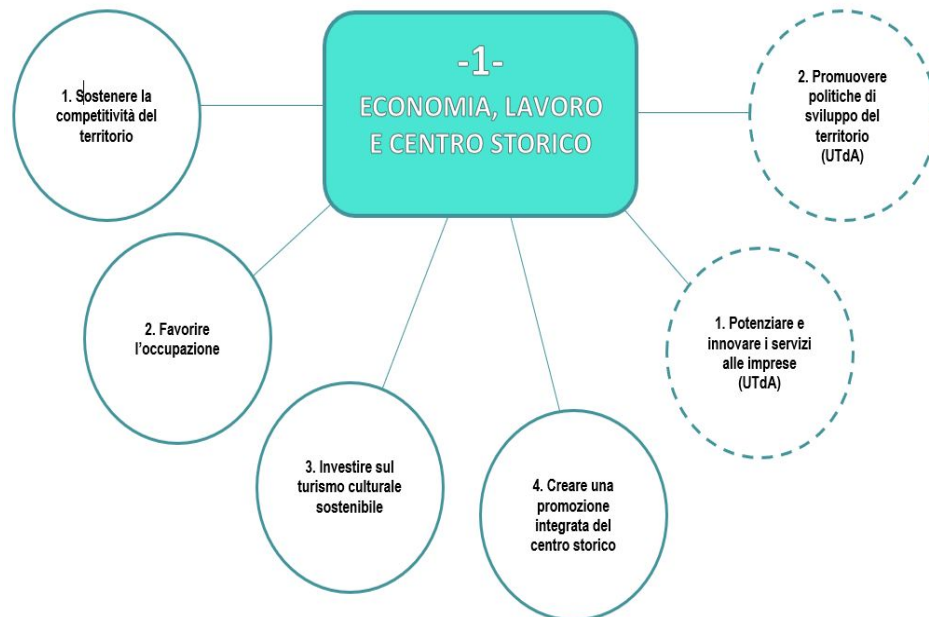 -1-
ECONOMIA, LAVORO
E CENTRO STORICO
1. Sostenere la
competitività del
territorio
2. Favorire
l’occupazione
3. Investire sul
turismo culturale
sostenibile
4. Creare una
promozione
integrata del
centro storico
1. Potenziare e
innovare i servizi
alle imprese
(UTdA)
2. Promuovere
politiche di
sviluppo del
territorio
(UTdA)